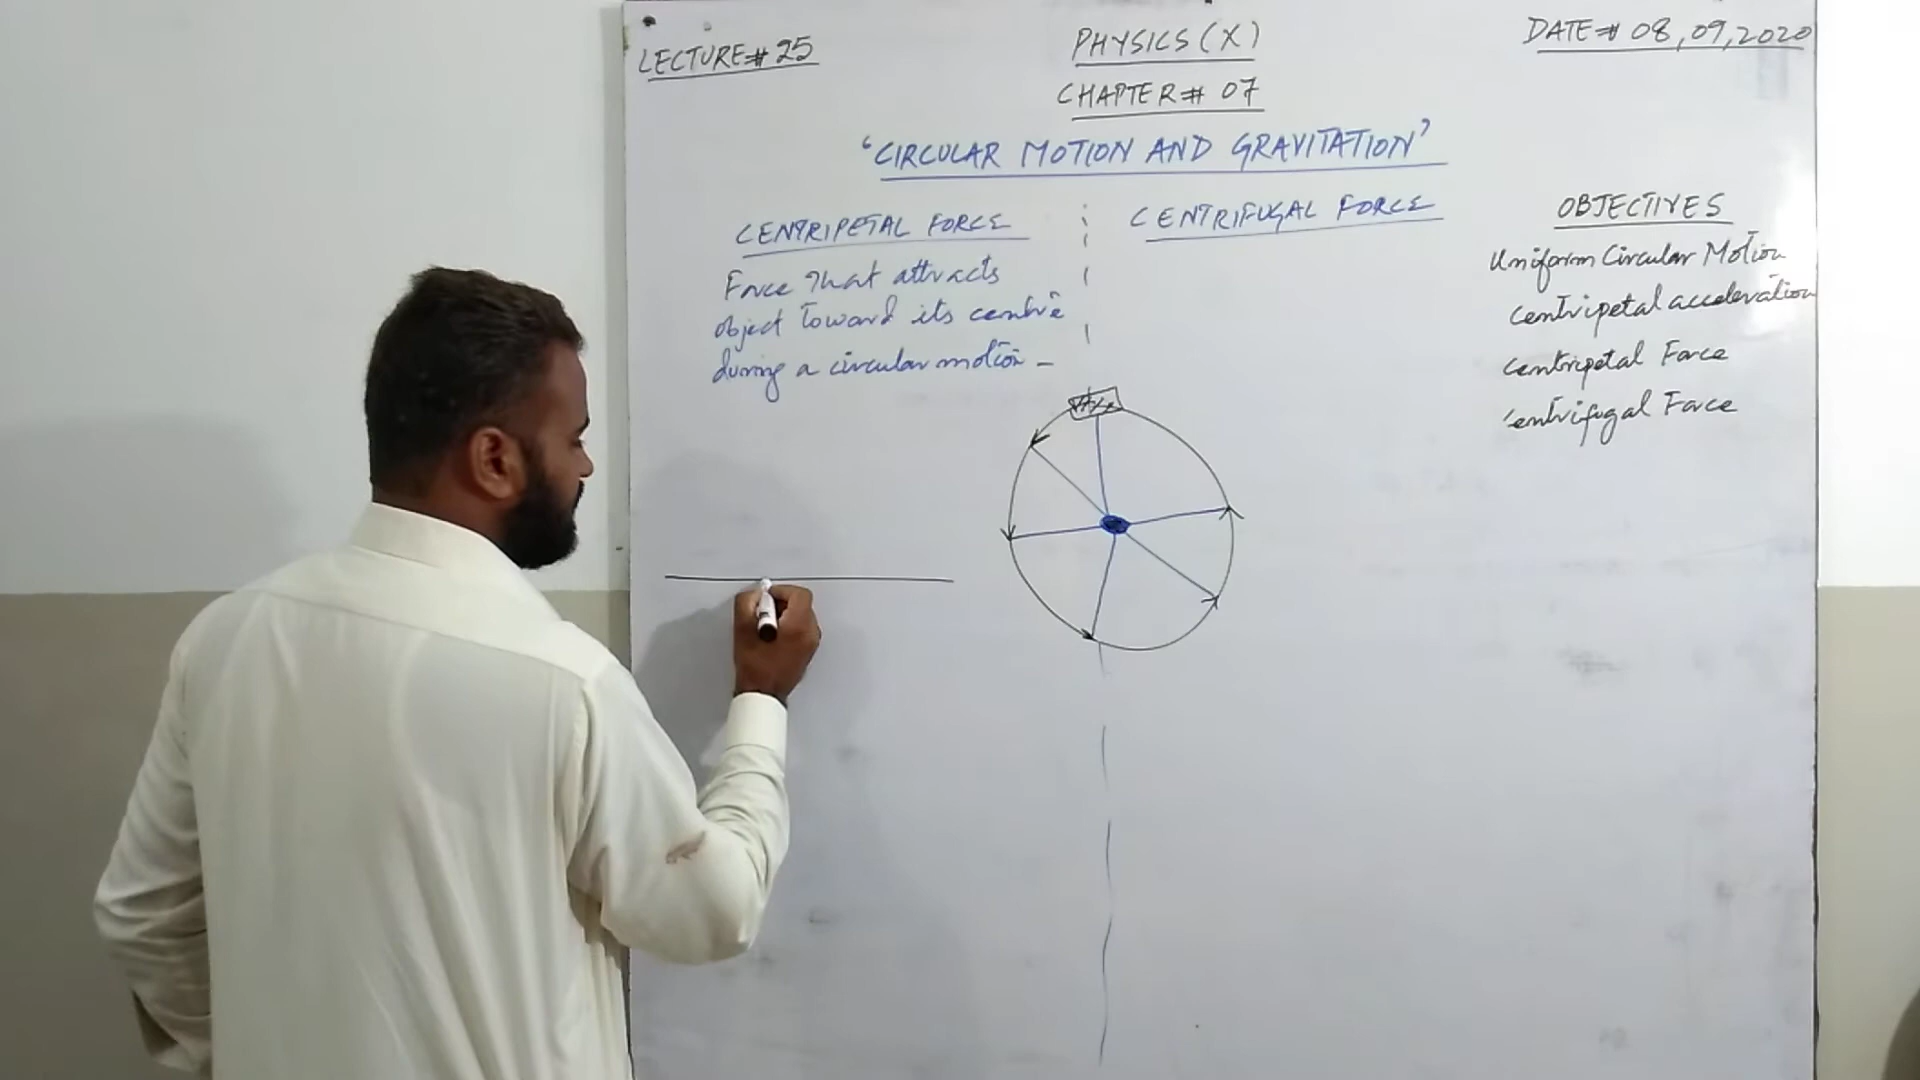 LECTURE# 25
PHYSICS (X)
DATE# 08,09,2020
CHAPTER# 07
‘CIRCULAR MOTION AND GRAVITATION’
CENTRIPETAL FORCE
Force That attracts
object Toward its centre
during a circular motion -
CENTRIFUGAL FORCE
OBJECTIVES
Uniform Circular Motion
centripetal acceleration
centripetal Force
centrifugal Force